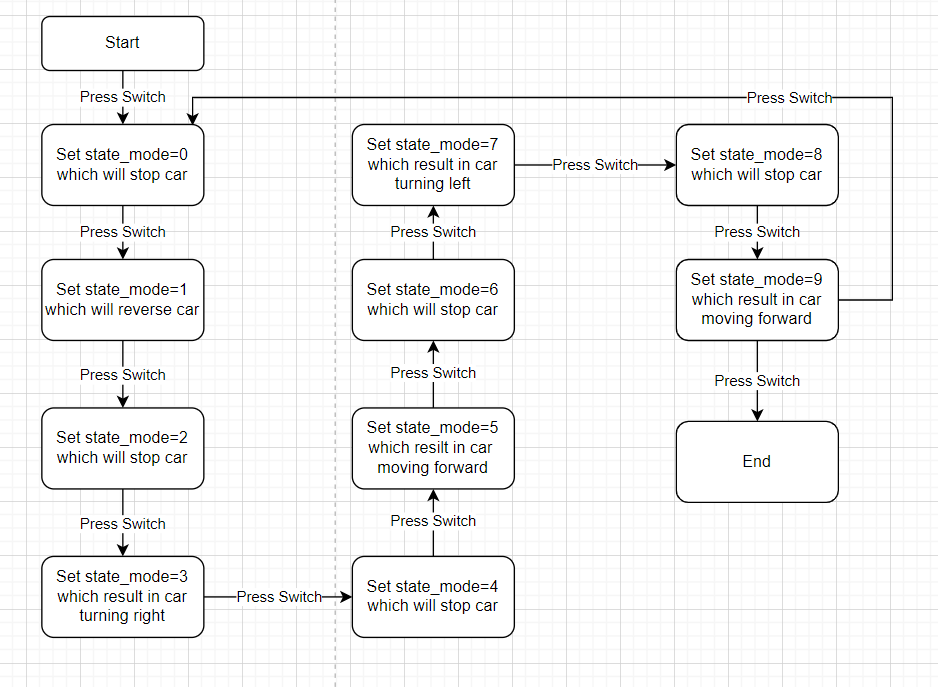 Start
Press Switch
Set state_mode=0
which will stop car
Press Switch
Set state_mode=1
which will reverse car
Press Switch
Set state_mode=2
which will stop car
Press Switch
Set state_mode=3
which result in car
turning right
Press Switch
Set state_mode=4
which will stop car
Press Switch
Set state_mode=5
which resilt in car
moving forward
Press Switch
Set state_mode=6
which will stop car
Press Switch
Set state_mode=7
which result in car
turning left
Press Switch
Set state_mode=8
which will stop car
Press Switch
Set state_mode=9
which result in car
moving forward
Press Switch
Press Switch
End